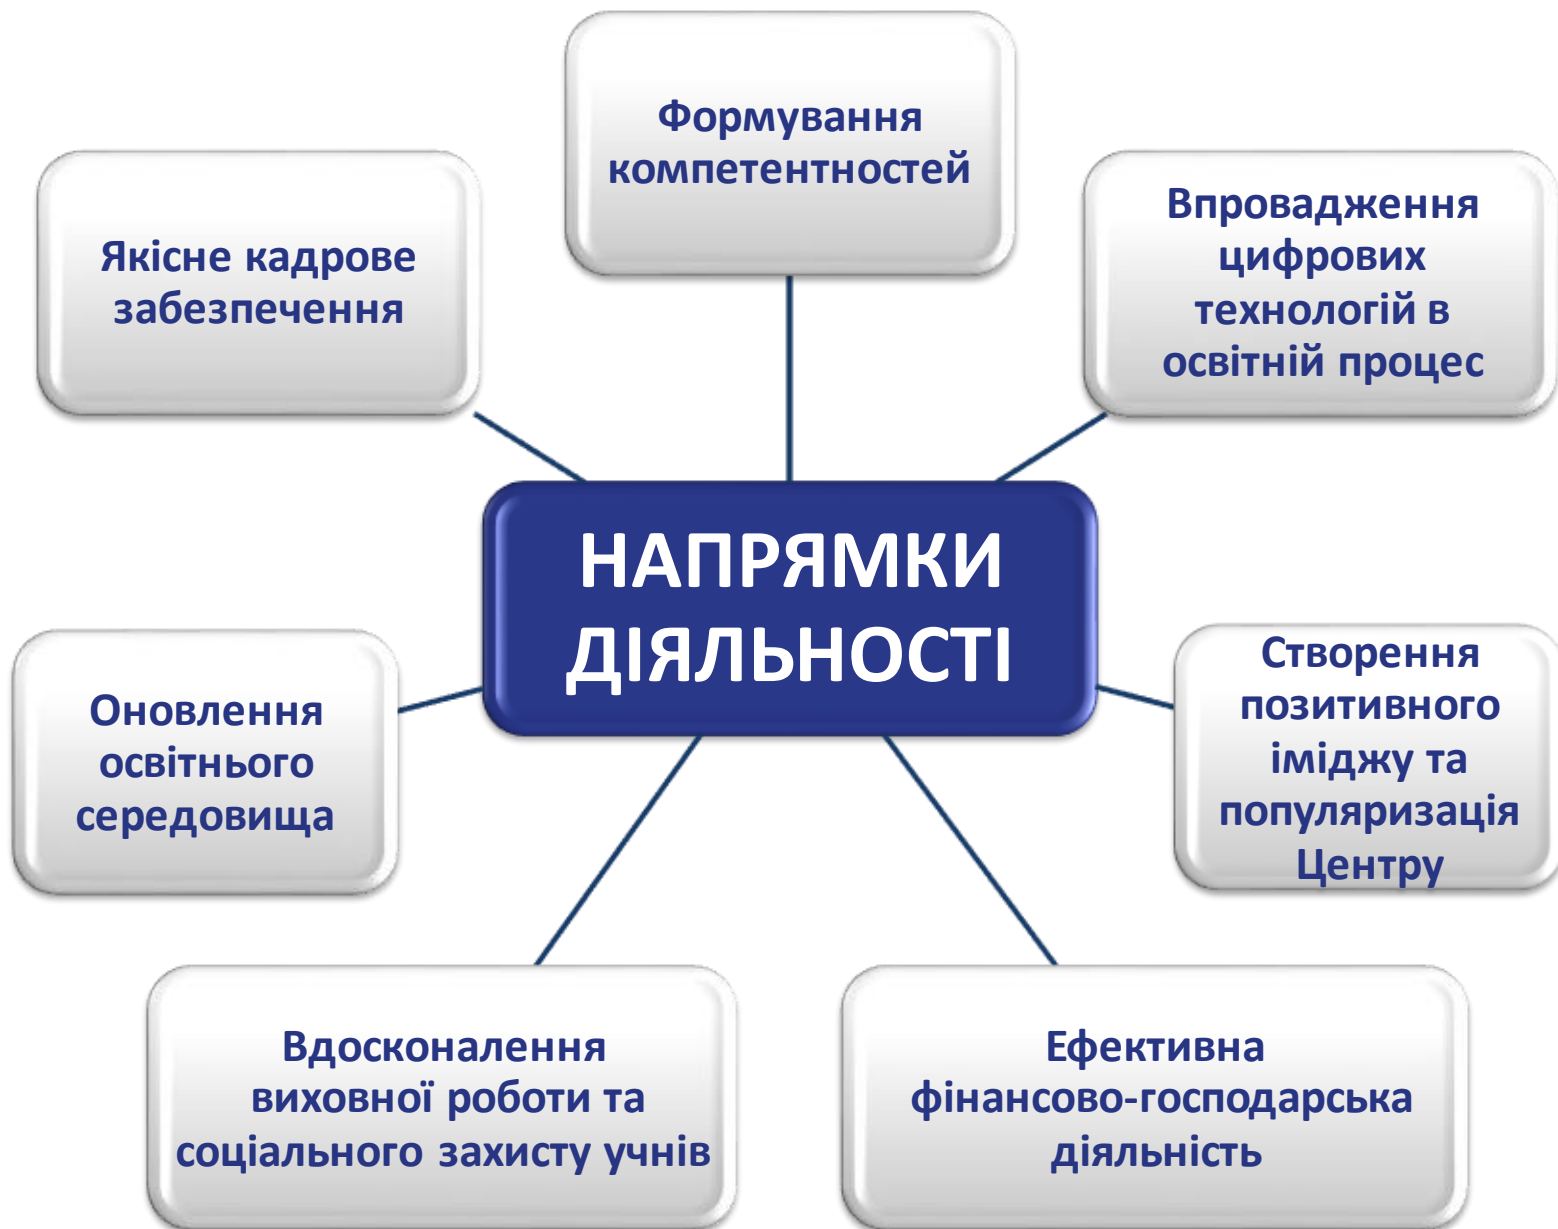 Формування
компетентностей
Якісне кадрове
забезпечення
Впровадження
цифрових
технологій в
освітній процес
НАПРЯМКИ
ДІЯЛЬНОСТІ
Оновлення
освітнього
середовища
Створення
позитивного
іміджу та
популяризація
Центру
Вдосконалення
виховної роботи та
соціального захисту учнів
Ефективна
фінансово-господарська
діяльність